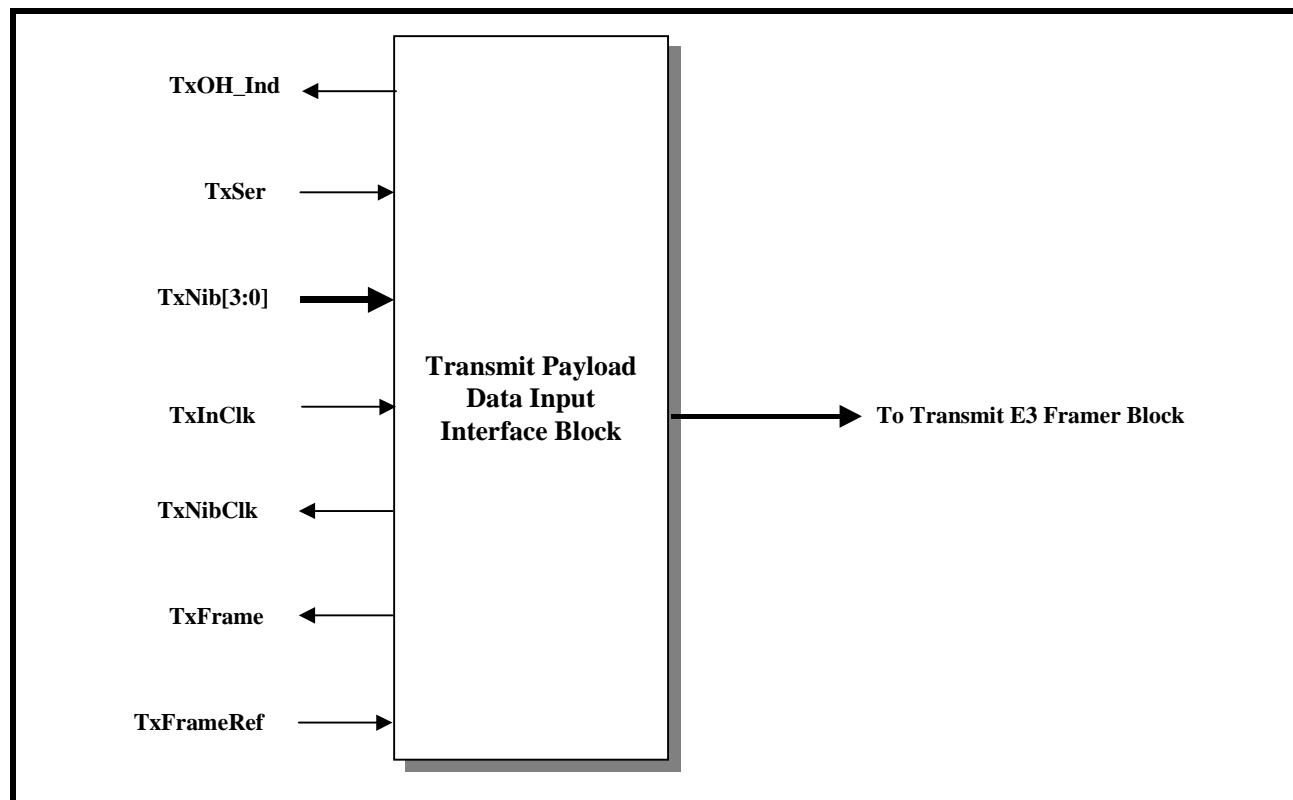 TxOH_Ind
TxSer
TxNib[3:0]
TxInClk
TxNibClk
TxFrame
TxFrameRef
Transmit Payload
Data Input
Interface Block
To Transmit E3 Framer Block